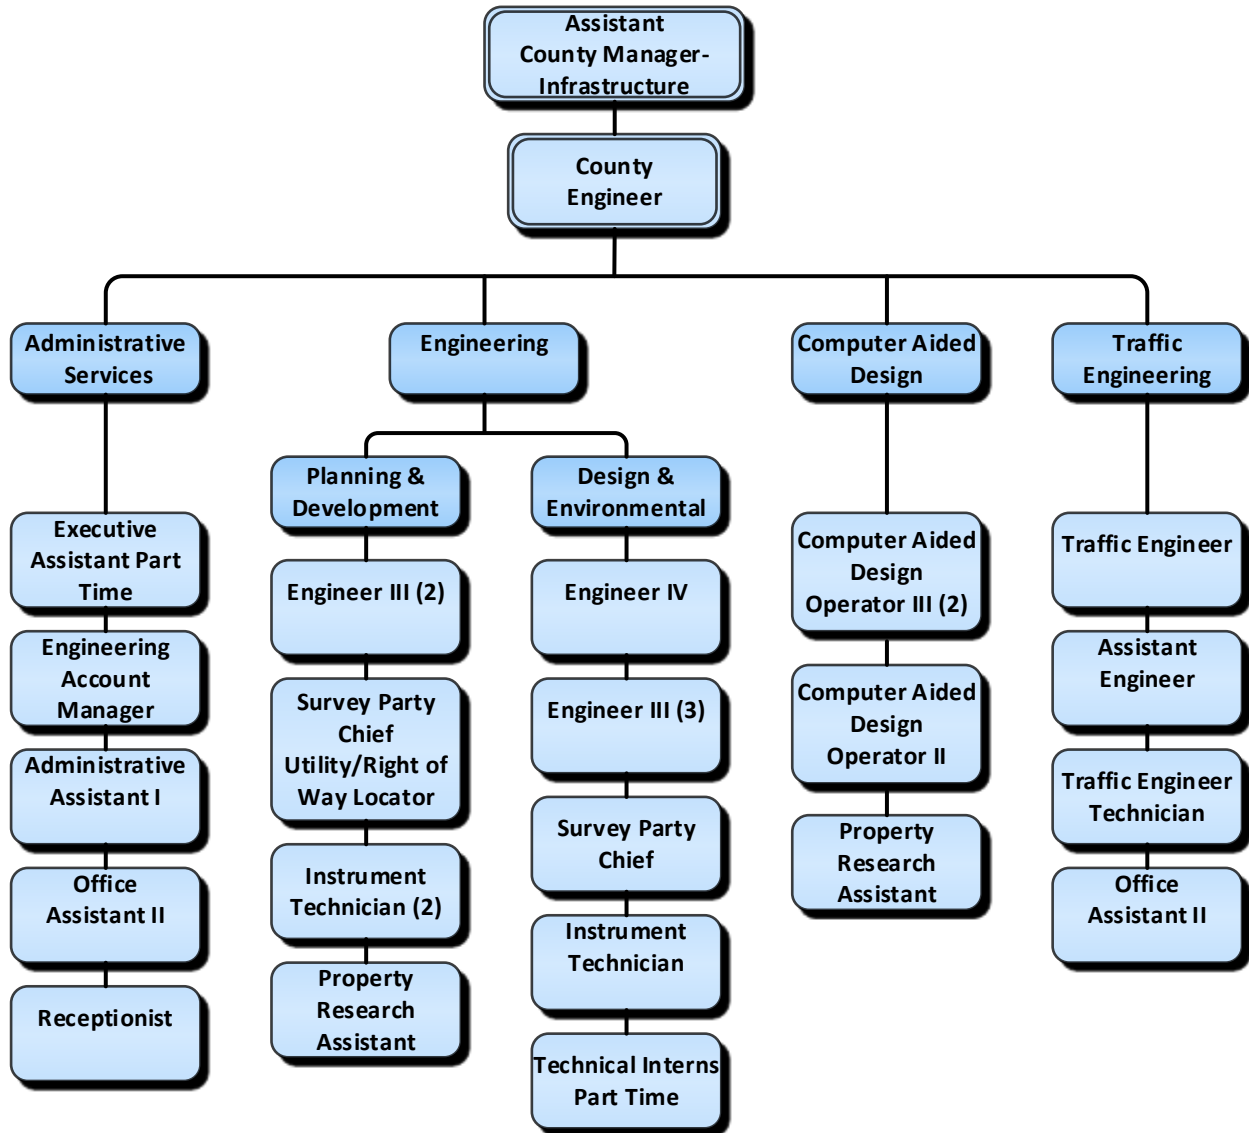 Assistant
County Manager-
Infrastructure
County
Engineer
Administrative
Services
Engineering
Computer Aided
Design
Traffic
Engineering
Planning &
Development
Design &
Environmental
Executive
Assistant Part
Time
Engineering
Account
Manager
Administrative
Assistant I
Office
Assistant II
Receptionist
Engineer III (2)
Survey Party
Chief
Utility/Right of
Way Locator
Instrument
Technician (2)
Property
Research
Assistant
Engineer IV
Engineer III (3)
Survey Party
Chief
Instrument
Technician
Technical Interns
Part Time
Computer Aided
Design
Operator III (2)
Computer Aided
Design
Operator II
Property
Research
Assistant
Traffic Engineer
Assistant
Engineer
Traffic Engineer
Technician
Office
Assistant II